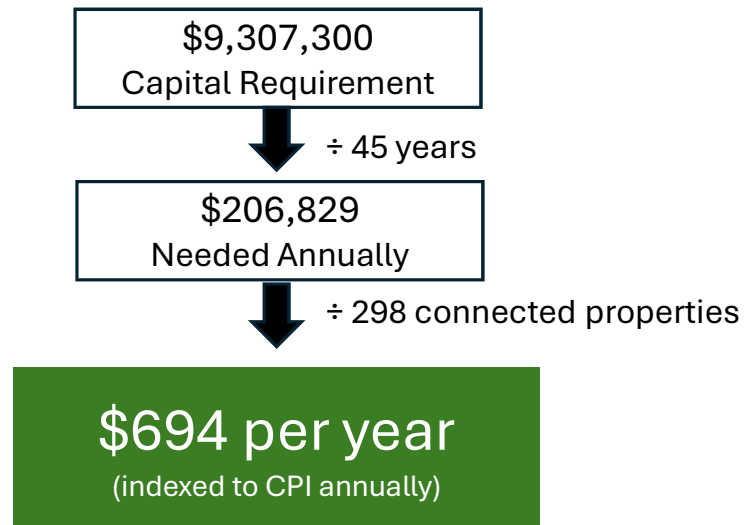 $9,307,300
Capital Requirement
÷ 45 years
$206,829
Needed Annually
÷ 298 connected properties
$694 per year
(indexed to CPI annually)